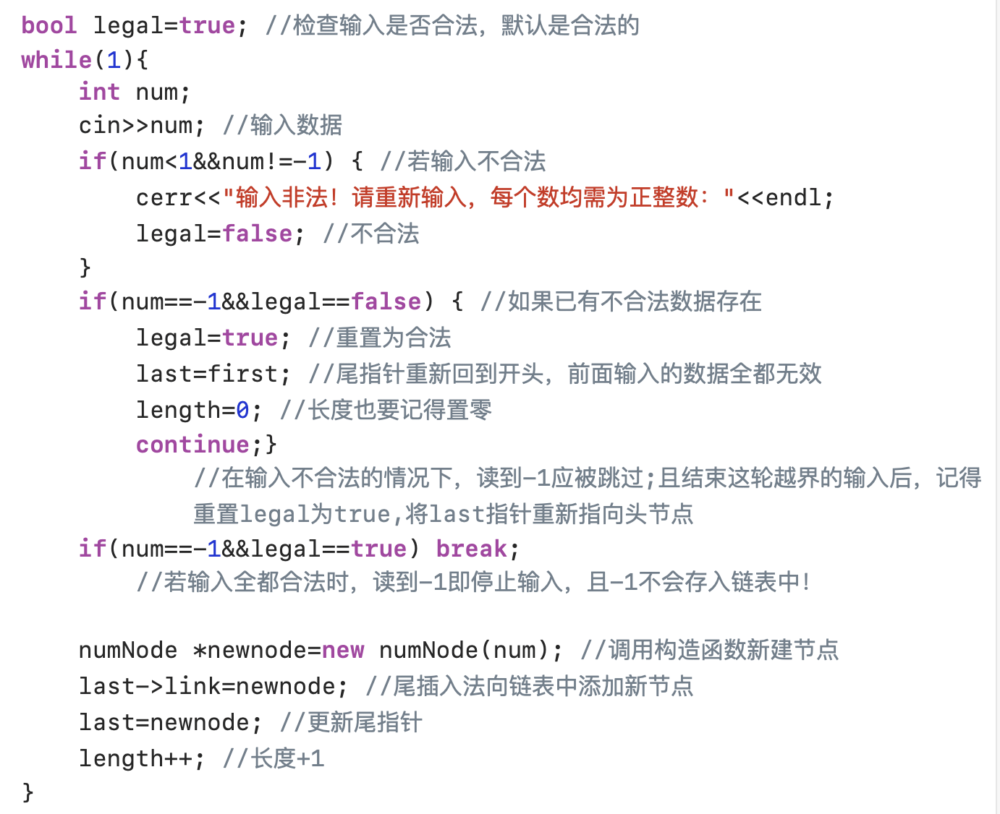 bool legal=true; //检查输入是否合法，默认是合法的
while(1){
    int num;
    cin>>num; //输入数据
    if(num<1&&num!=-1) { //若输入不合法
        cerr<<"输入非法！请重新输入，每个数均需为正整数："<<endl;
        legal=false; //不合法
    }
    if(num==-1&&legal==false) { //如果已有不合法数据存在
        legal=true; //重置为合法
        last=first; //尾指针重新回到开头，前面输入的数据全都无效
        length=0; //长度也要记得置零
        continue;}
            //在输入不合法的情况下，读到-1应被跳过;且结束这轮越界的输入后，记得
            重置legal为true,将last指针重新指向头节点
    if(num==-1&&legal==true) break;
        //若输入全都合法时，读到-1即停止输入，且-1不会存入链表中！
    numNode *newnode=new numNode(num); //调用构造函数新建节点
    last->link=newnode; //尾插入法向链表中添加新节点
    last=newnode; //更新尾指针
    length++; //长度+1
}